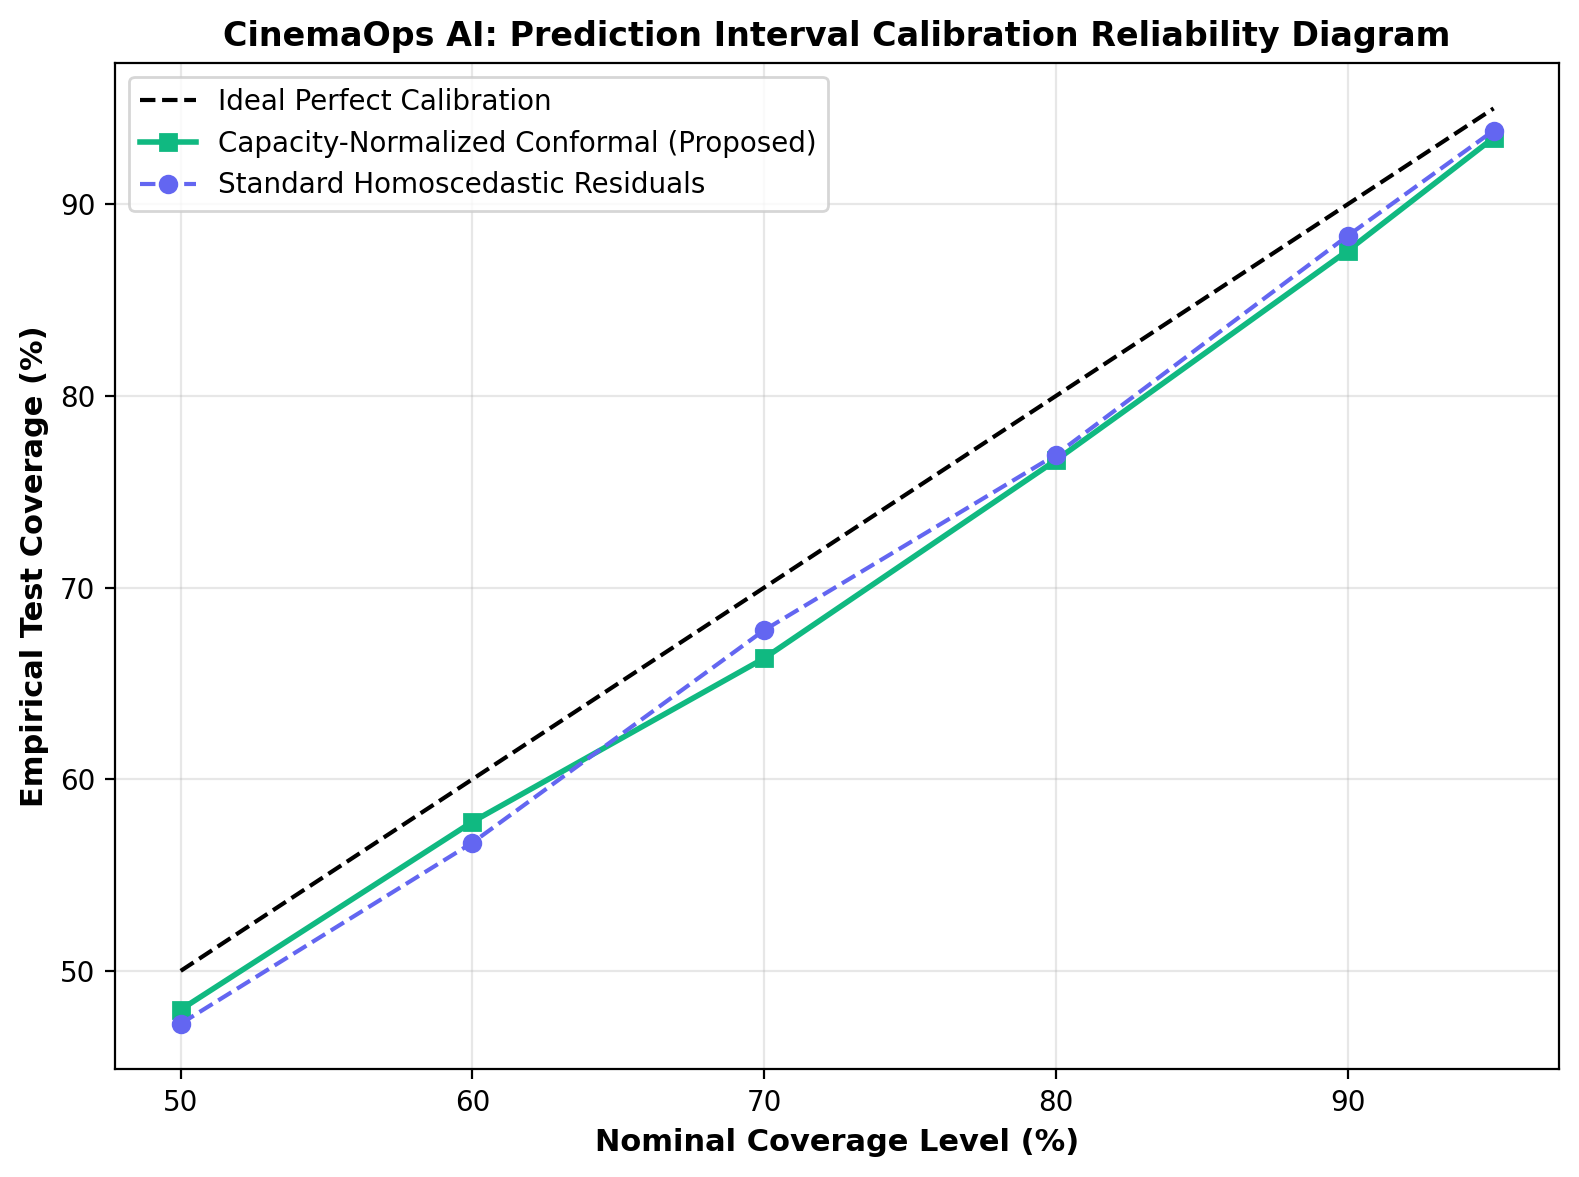 CinemaOps AI: Prediction Interval Calibration Reliability Diagram
Ideal Perfect Calibration
Capacity-Normalized Conformal (Proposed)
Standard Homoscedastic Residuals
90
80
70
60
50
Empirical Test Coverage (%)
50 60 70 80 90
Nominal Coverage Level (%)